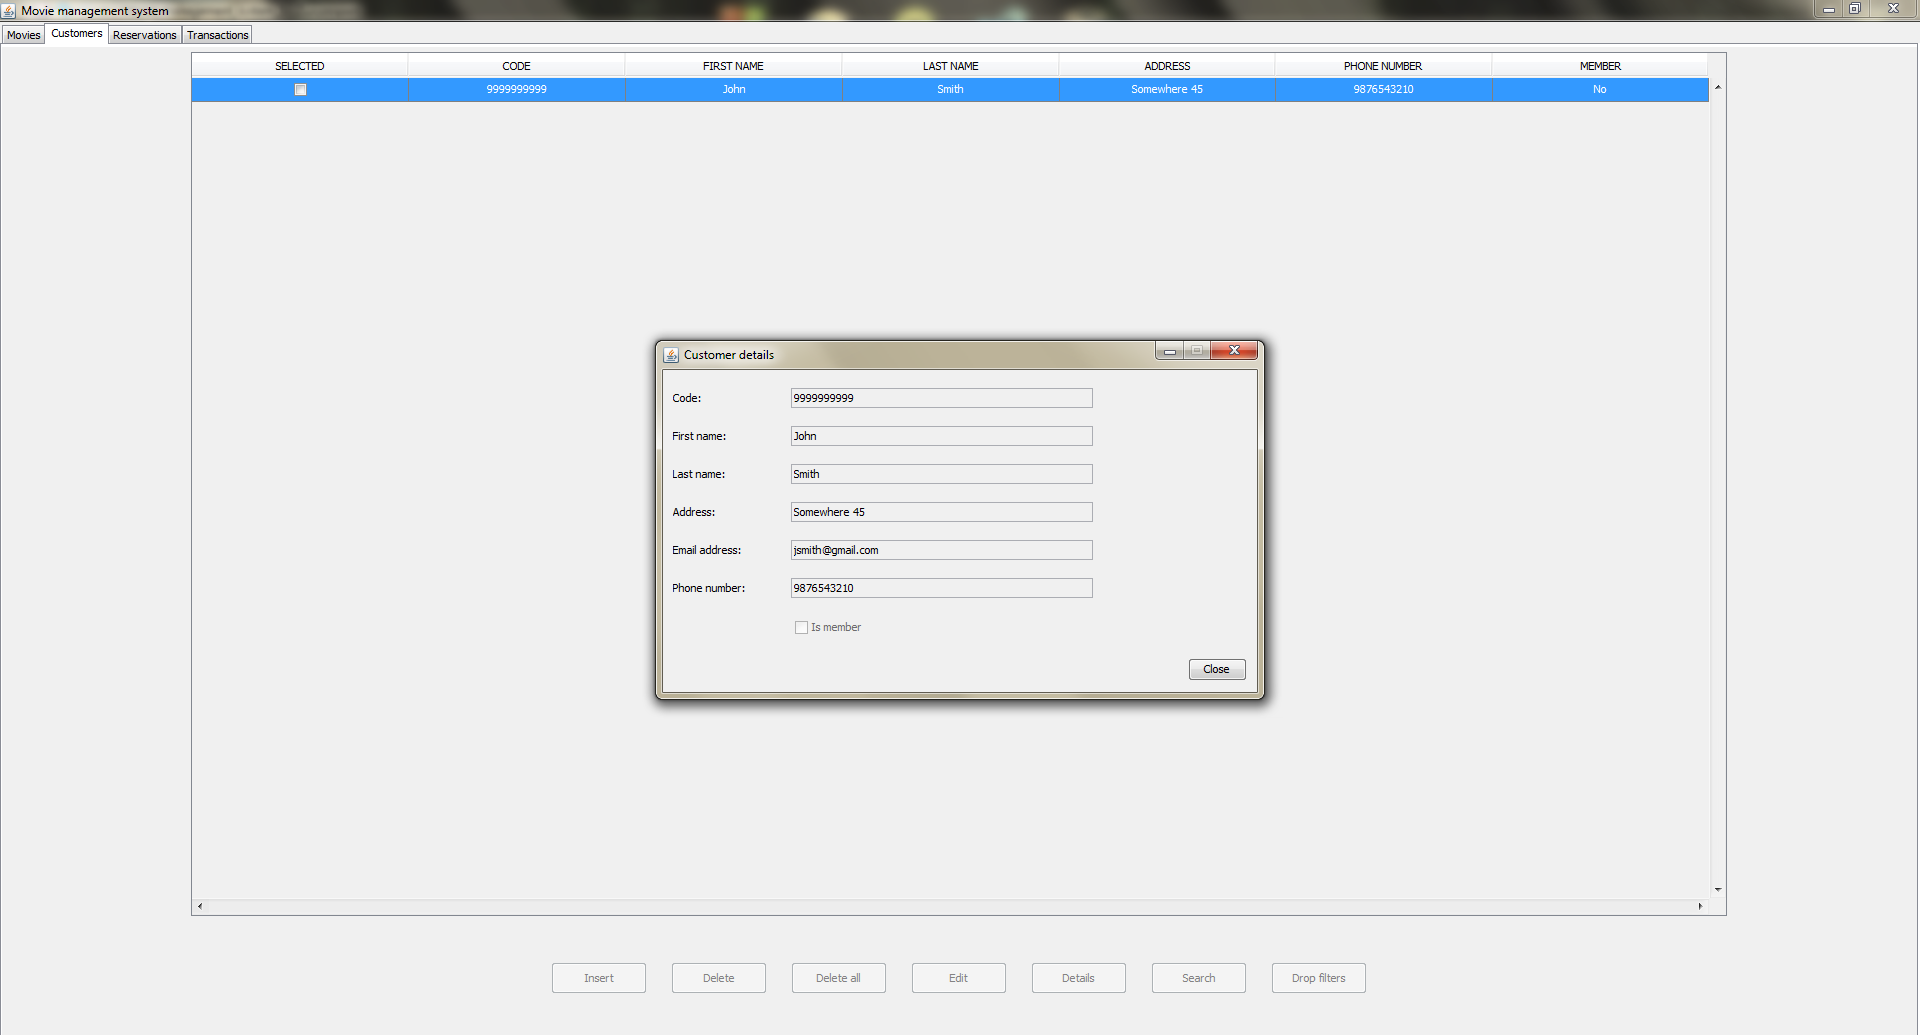 Movie management system
Movies Customers Reservations Transactions
SELECTED CODE FIRST NAME LAST NAME ADDRESS PHONE NUMBER MEMBER
9999999999 John Smith Somewhere 45 9876543210 No
Customer details
Code: 9999999999
First name: John
Last name: Smith
Address: Somewhere 45
Email address: jsmith@gmail.com
Phone number: 9876543210
Is member
Close
Insert Delete Delete all Edit Details Search Drop filters